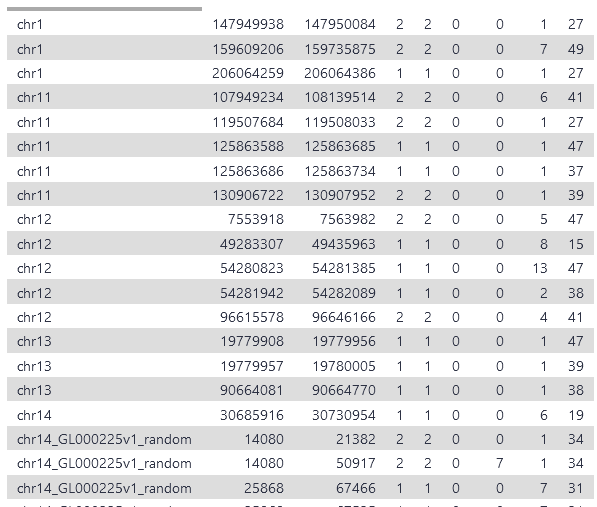 chr1 147949938 147950084 2 2 0 0 1 27
chr1 159609206 159735875 2 2 0 0 7 49
chr1 206064259 206064386 1 1 0 0 1 27
chr11 107949234 108139514 2 2 0 0 6 41
chr11 119507684 119508033 2 2 0 0 1 27
chr11 125863588 125863685 1 1 0 0 1 47
chr11 125863686 125863734 1 1 0 0 1 37
chr11 130906722 130907952 2 2 0 0 1 39
chr12 7553918 7563982 2 2 0 0 5 47
chr12 49283307 49435963 1 1 0 0 8 15
chr12 54280823 54281385 1 1 0 0 13 47
chr12 54281942 54282089 1 1 0 0 2 38
chr12 96615578 96646166 2 2 0 0 4 41
chr13 19779908 19779956 1 1 0 0 1 47
chr13 19779957 19780005 1 1 0 0 1 39
chr13 90664081 90664770 1 1 0 0 1 38
chr14 30685916 30730954 1 1 0 0 6 19
chr14_GL000225v1_random 14080 21382 2 2 0 0 1 34
chr14_GL000225v1_random 14080 50917 2 2 0 7 1 34
chr14_GL000225v1_random 25868 67466 1 1 0 0 7 31